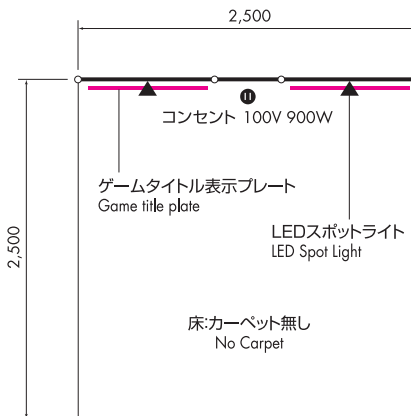 2,500
コンセント 100V 900W
ゲームタイトル表示プレート
Game title plate
LEDスポットライト
LED Spot Light
2,500
床:カーペット無し
No Carpet